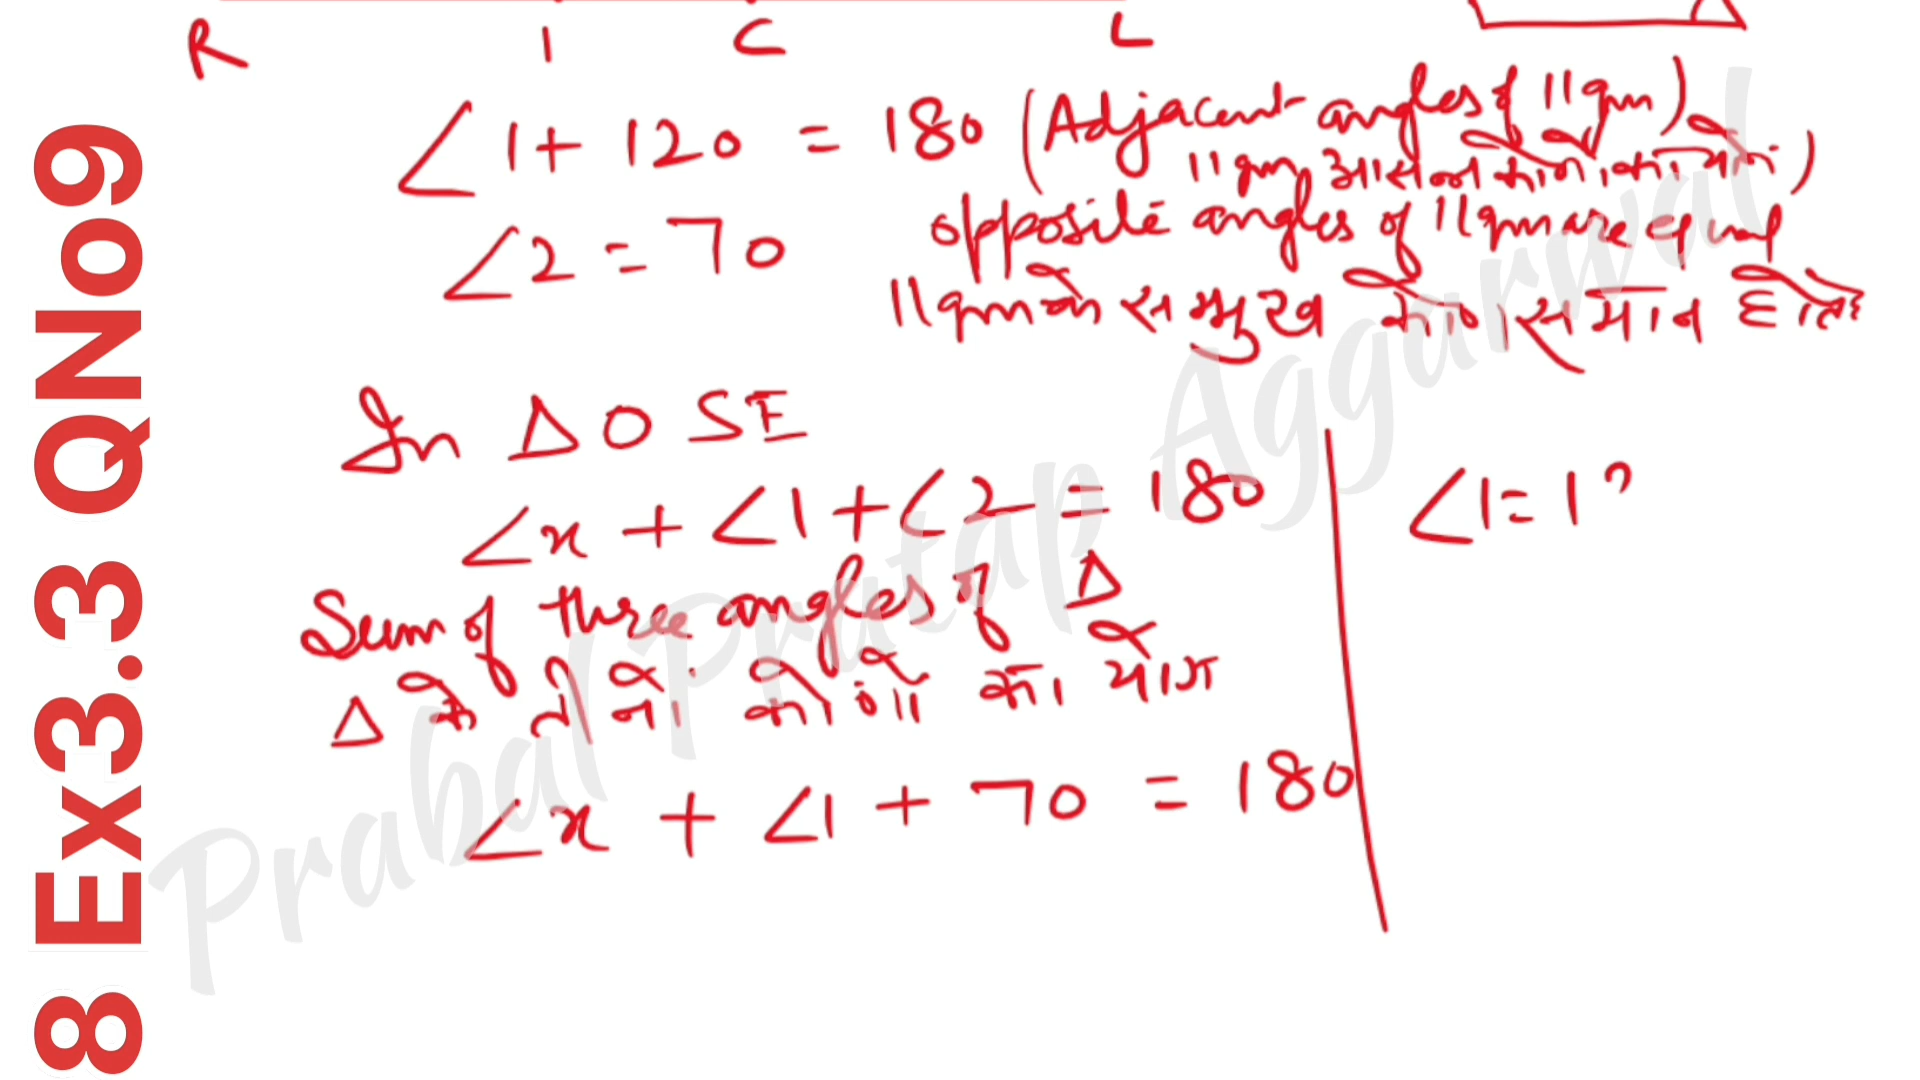 8 Ex3.3 QNo9
R 1 C L
∠1 + 120 = 180 (Adjacent angles of ||gm)
||gm आसन्न कोण का योग)
∠2 = 70 opposite angles of ||gm are equal
||gm के सम्मुख कोण समान होते हैं
In Δ OSE
∠x + ∠1 + ∠2 = 180
∠1 = 1
Sum of three angles of Δ
Δ के तीनों कोणों का योग
∠x + ∠1 + 70 = 180
Prabal Pratap Aggarwal